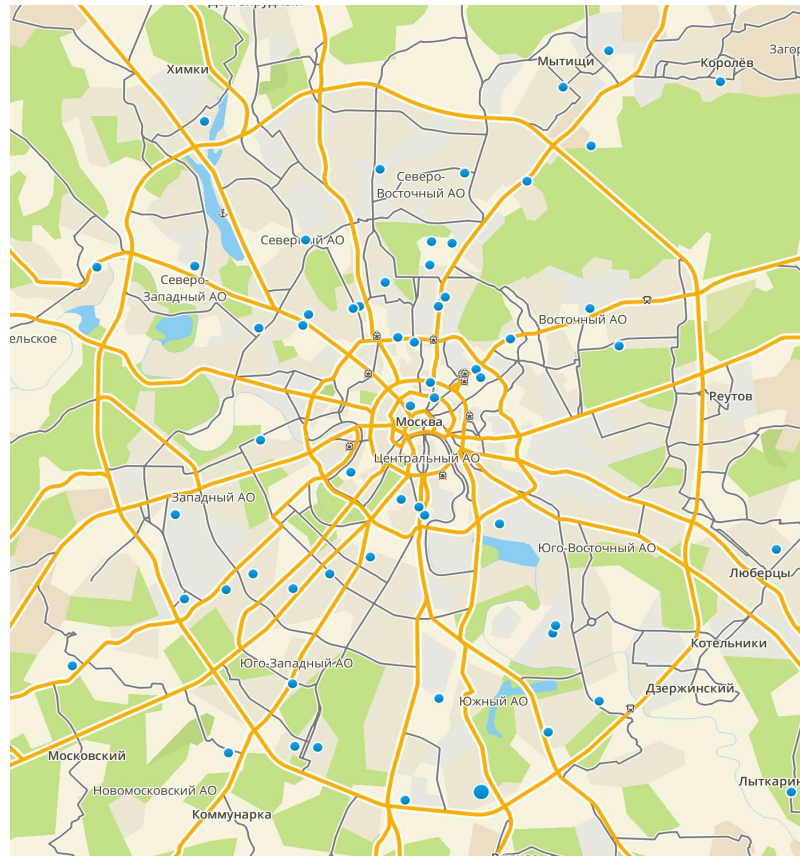 Мытищи
Королёв
Химки
Северо-
Восточный АО
Северный АО
Северо-
Западный АО
Восточный АО
ельское
Реутов
Москва
Центральный АО
Западный АО
Юго-Восточный АО
Люберцы
Котельники
Юго-Западный АО
Дзержинский
Южный АО
Московский
Лыткарин
Новомосковский АО
Коммунарка